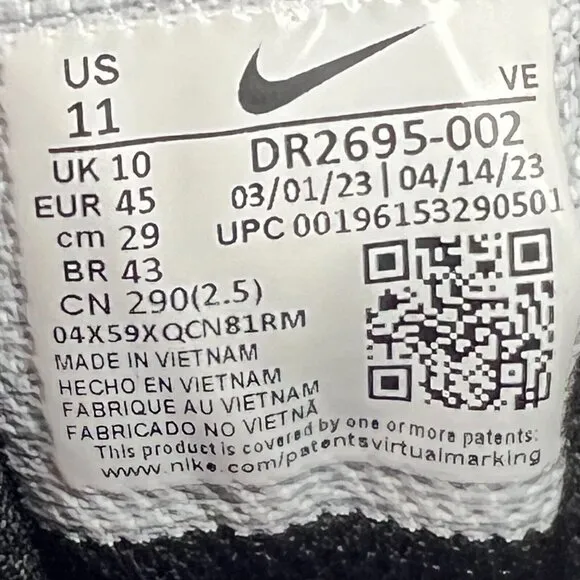 US
11
VE
UK 10
EUR 45
cm 29
BR 43
CN 290(2.5)
DR2695-002
03/01/23 | 04/14/23
UPC 00196153290501
04X59XQCN81RM
MADE IN VIETNAM
HECHO EN VIETNAM
FABRIQUE AU VIETNAM
FABRICADO NO VIETNÃ
This product is covered by one or more patents:
www.nike.com/patentsvirtualmarking